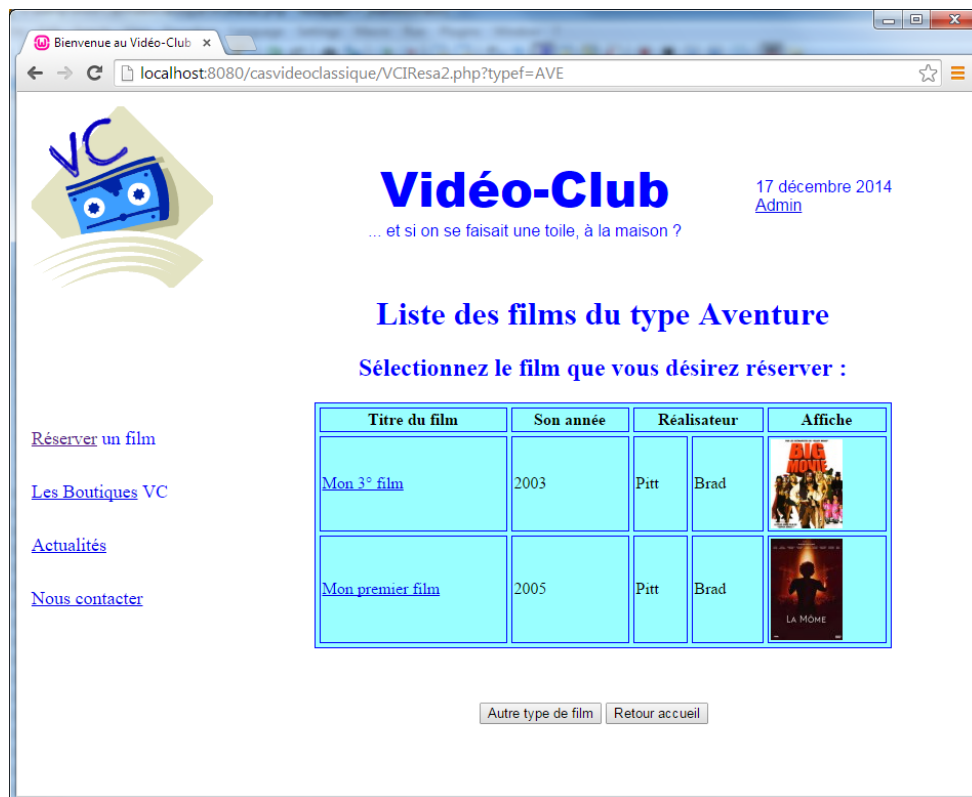 Bienvenue au Vidéo-Club
localhost:8080/casvideoclassique/VCIResa2.php?typef=AVE
VC
Vidéo-Club
... et si on se faisait une toile, à la maison ?
17 décembre 2014
Admin
Liste des films du type Aventure
Sélectionnez le film que vous désirez réserver :
Réserver un film
Les Boutiques VC
Actualités
Nous contacter
Titre du film Son année Réalisateur Affiche
Mon 3° film 2003 Pitt Brad
BIG MOVIE
Mon premier film 2005 Pitt Brad
LA MÔME
Autre type de film Retour accueil